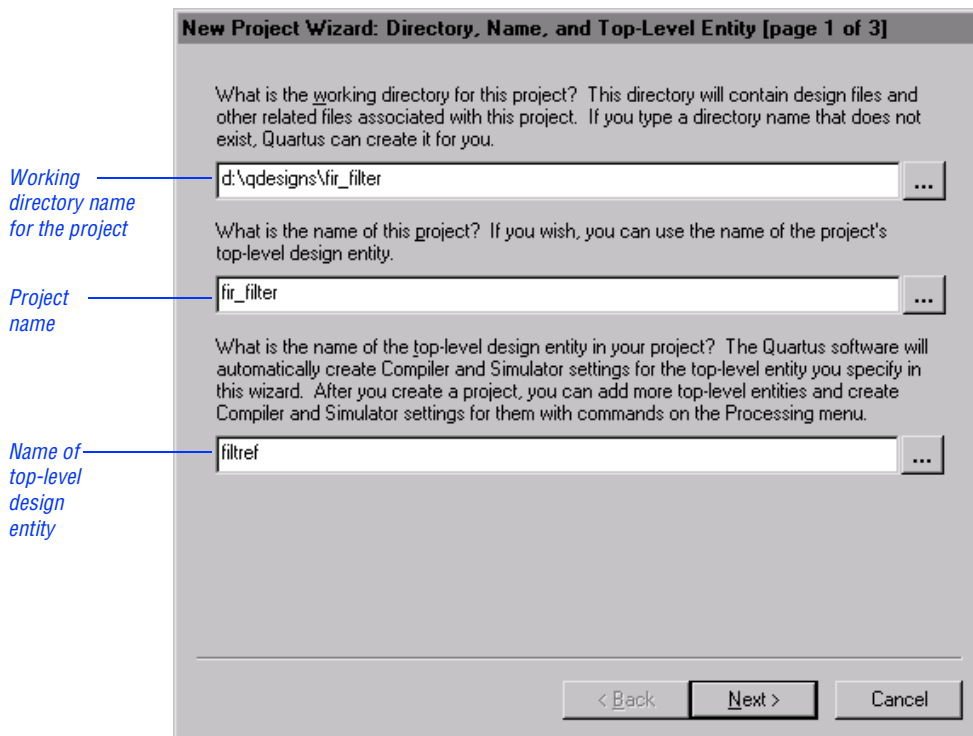 New Project Wizard: Directory, Name, and Top-Level Entity [page 1 of 3]
What is the working directory for this project?  This directory will contain design files and
other related files associated with this project.  If you type a directory name that does not
exist, Quartus can create it for you.
Working
directory name
for the project
d:\qdesigns\fir_filter
...
What is the name of this project?  If you wish, you can use the name of the project's
top-level design entity.
Project
name
fir_filter
...
What is the name of the top-level design entity in your project?  The Quartus software will
automatically create Compiler and Simulator settings for the top-level entity you specify in
this wizard.  After you create a project, you can add more top-level entities and create
Compiler and Simulator settings for them with commands on the Processing menu.
Name of
top-level
design
entity
filtref
...
< Back
Next >
Cancel